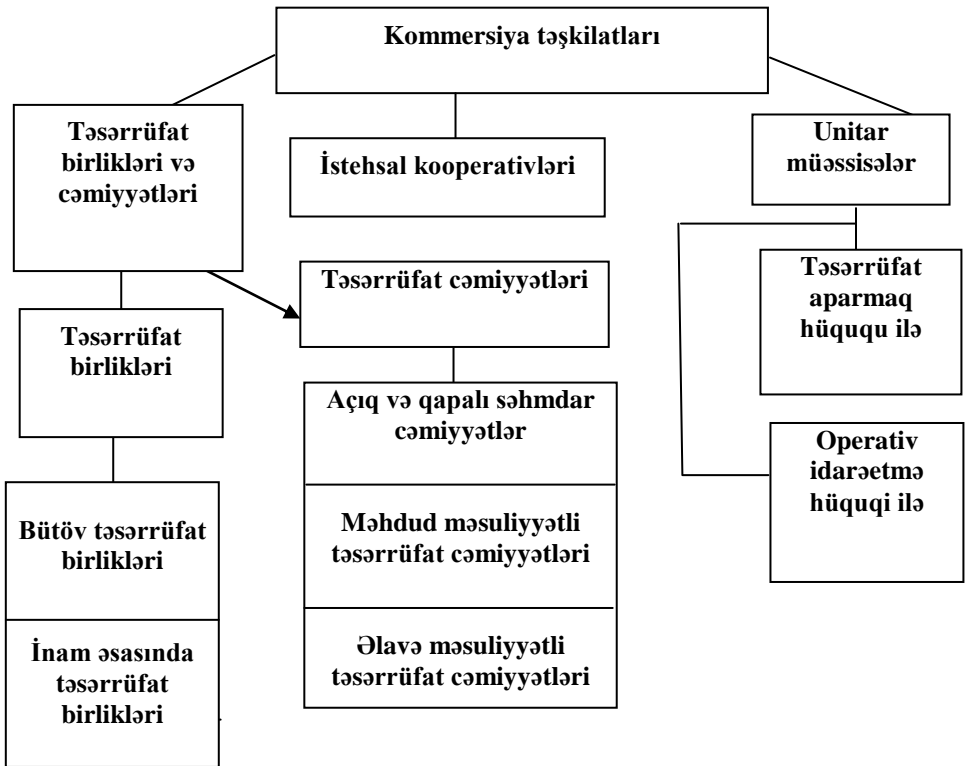 Kommersiya təşkilatları
Təsərrüfat
birlikləri və
cəmiyyətləri
İstehsal kooperativləri
Unitar
müəssisələr
Təsərrüfat cəmiyyətləri
Təsərrüfat
aparmaq
hüququ ilə
Təsərrüfat
birlikləri
Açıq və qapalı səhmdar
cəmiyyətlər
Operativ
idarəetmə
hüquqi ilə
Bütöv təsərrüfat
birlikləri
Məhdud məsuliyyətli
təsərrüfat cəmiyyətləri
İnam əsasında
təsərrüfat
birlikləri
Əlavə məsuliyyətli
təsərrüfat cəmiyyətləri